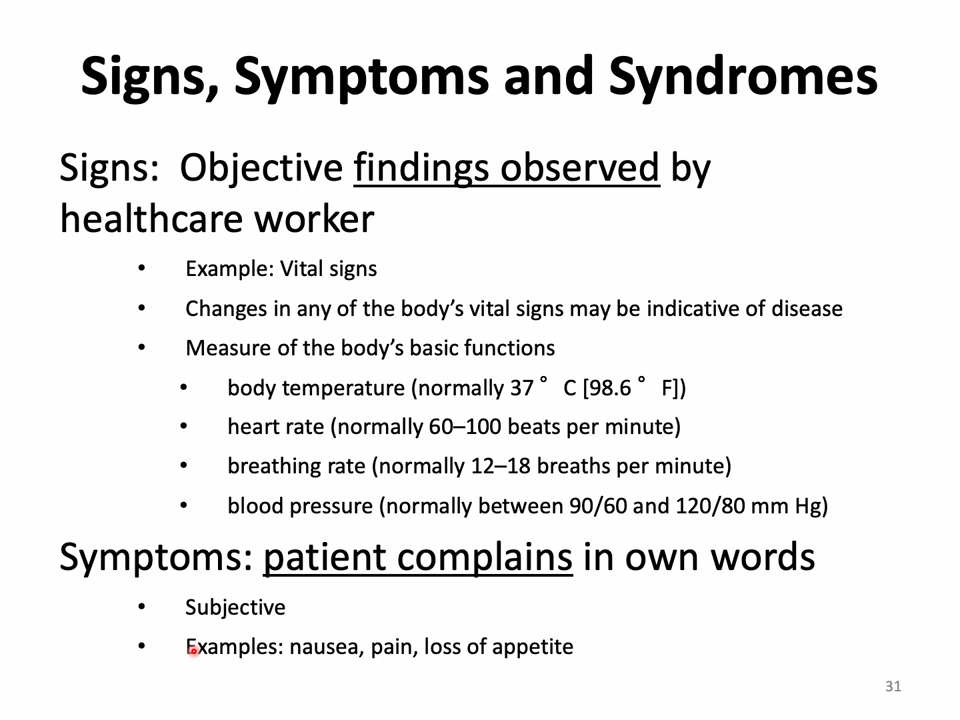 Signs, Symptoms and Syndromes
Signs:  Objective findings observed by
healthcare worker
• Example: Vital signs
• Changes in any of the body’s vital signs may be indicative of disease
• Measure of the body’s basic functions
• body temperature (normally 37° C [98.6° F])
• heart rate (normally 60–100 beats per minute)
• breathing rate (normally 12–18 breaths per minute)
• blood pressure (normally between 90/60 and 120/80 mm Hg)
Symptoms: patient complains in own words
• Subjective
• Examples: nausea, pain, loss of appetite
31